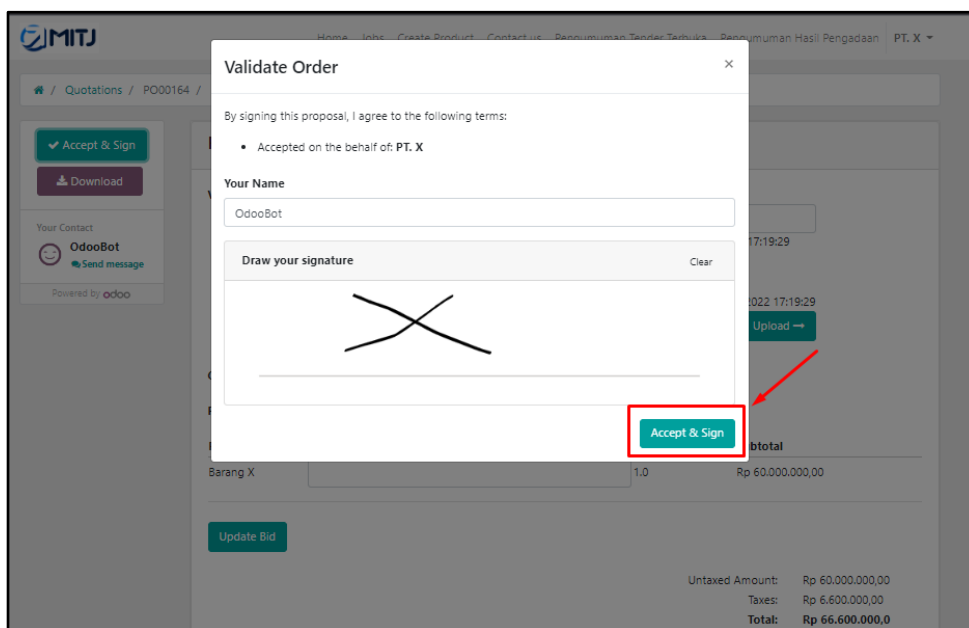 MITJ
Home Jobs Create Product Contact us Pengumuman Tender Terbuka Pengumuman Hasil Pengadaan PT. X
/ Quotations / PO00164 /
Validate Order ×
By signing this proposal, I agree to the following terms:
• Accepted on the behalf of: PT. X
Your Name
OdooBot
Draw your signature Clear
Accept & Sign
Accept & Sign
Download
Your Contact
OdooBot
Send message
Powered by odoo
17:19:29
2022 17:19:29
Upload →
Barang X 1.0 Rp 60.000.000,00
Update Bid
Untaxed Amount: Rp 60.000.000,00
Taxes: Rp 6.600.000,00
Total: Rp 66.600.000,0